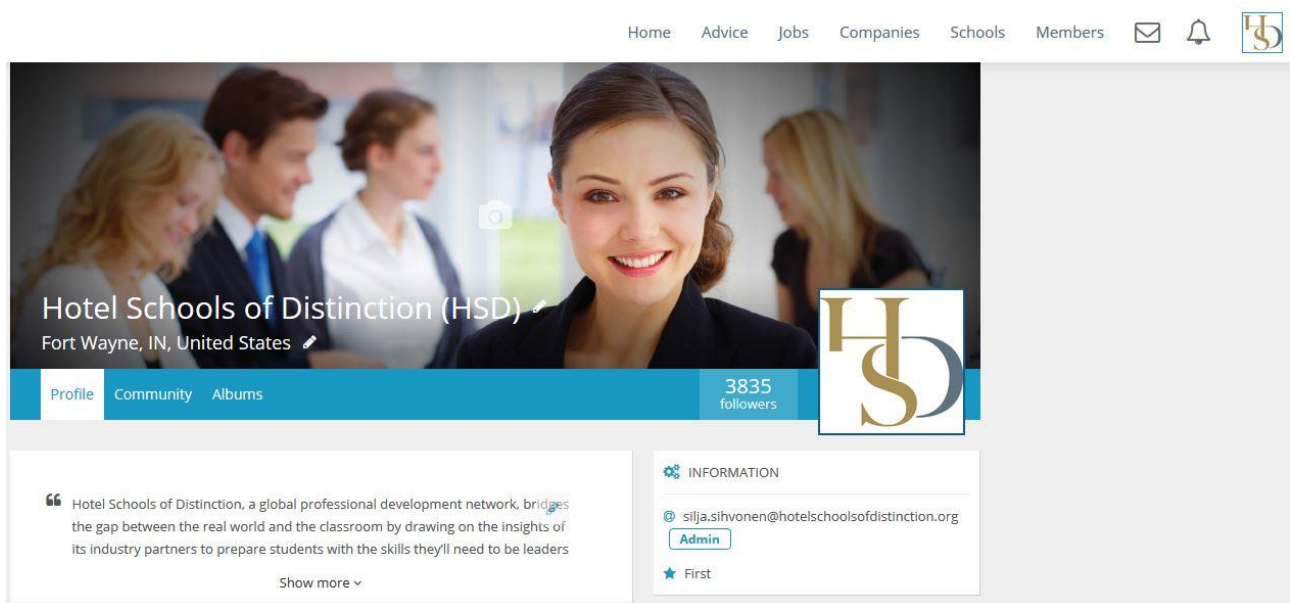 Home Advice Jobs Companies Schools Members HSD
Hotel Schools of Distinction (HSD)
Fort Wayne, IN, United States
Profile Community Albums
3835
followers
HSD
Hotel Schools of Distinction, a global professional development network, bridges
the gap between the real world and the classroom by drawing on the insights of
its industry partners to prepare students with the skills they'll need to be leaders
Show more
INFORMATION
silja.sihvonen@hotelschoolsofdistinction.org
Admin
First